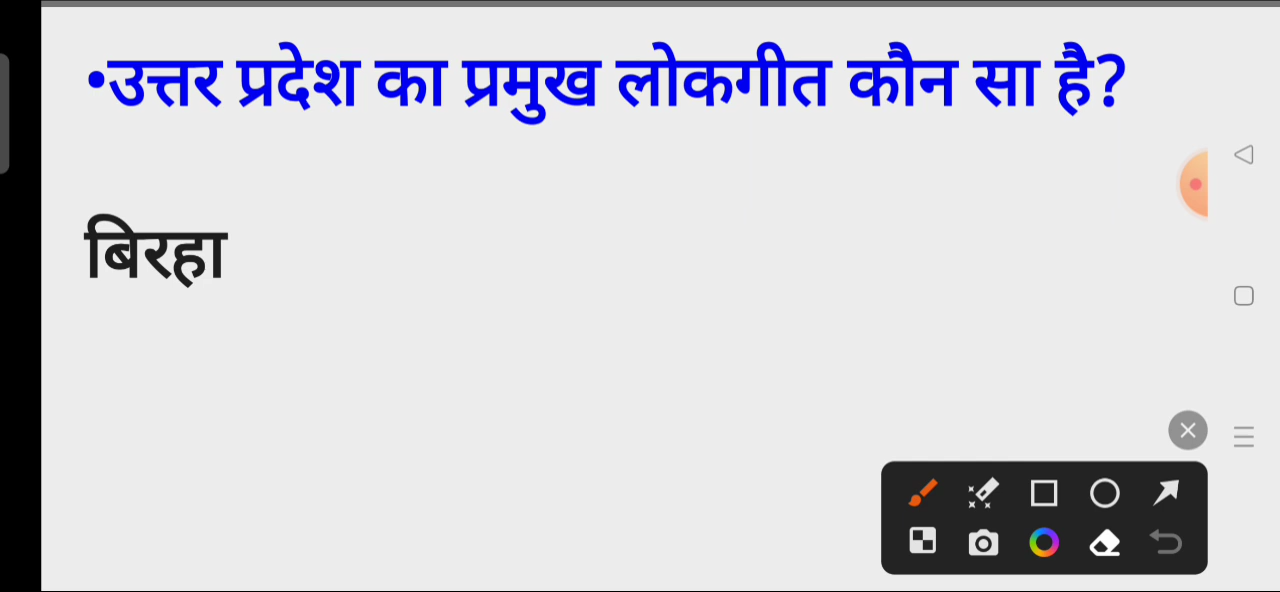 •उत्तर प्रदेश का प्रमुख लोकगीत कौन सा है?
बिरहा